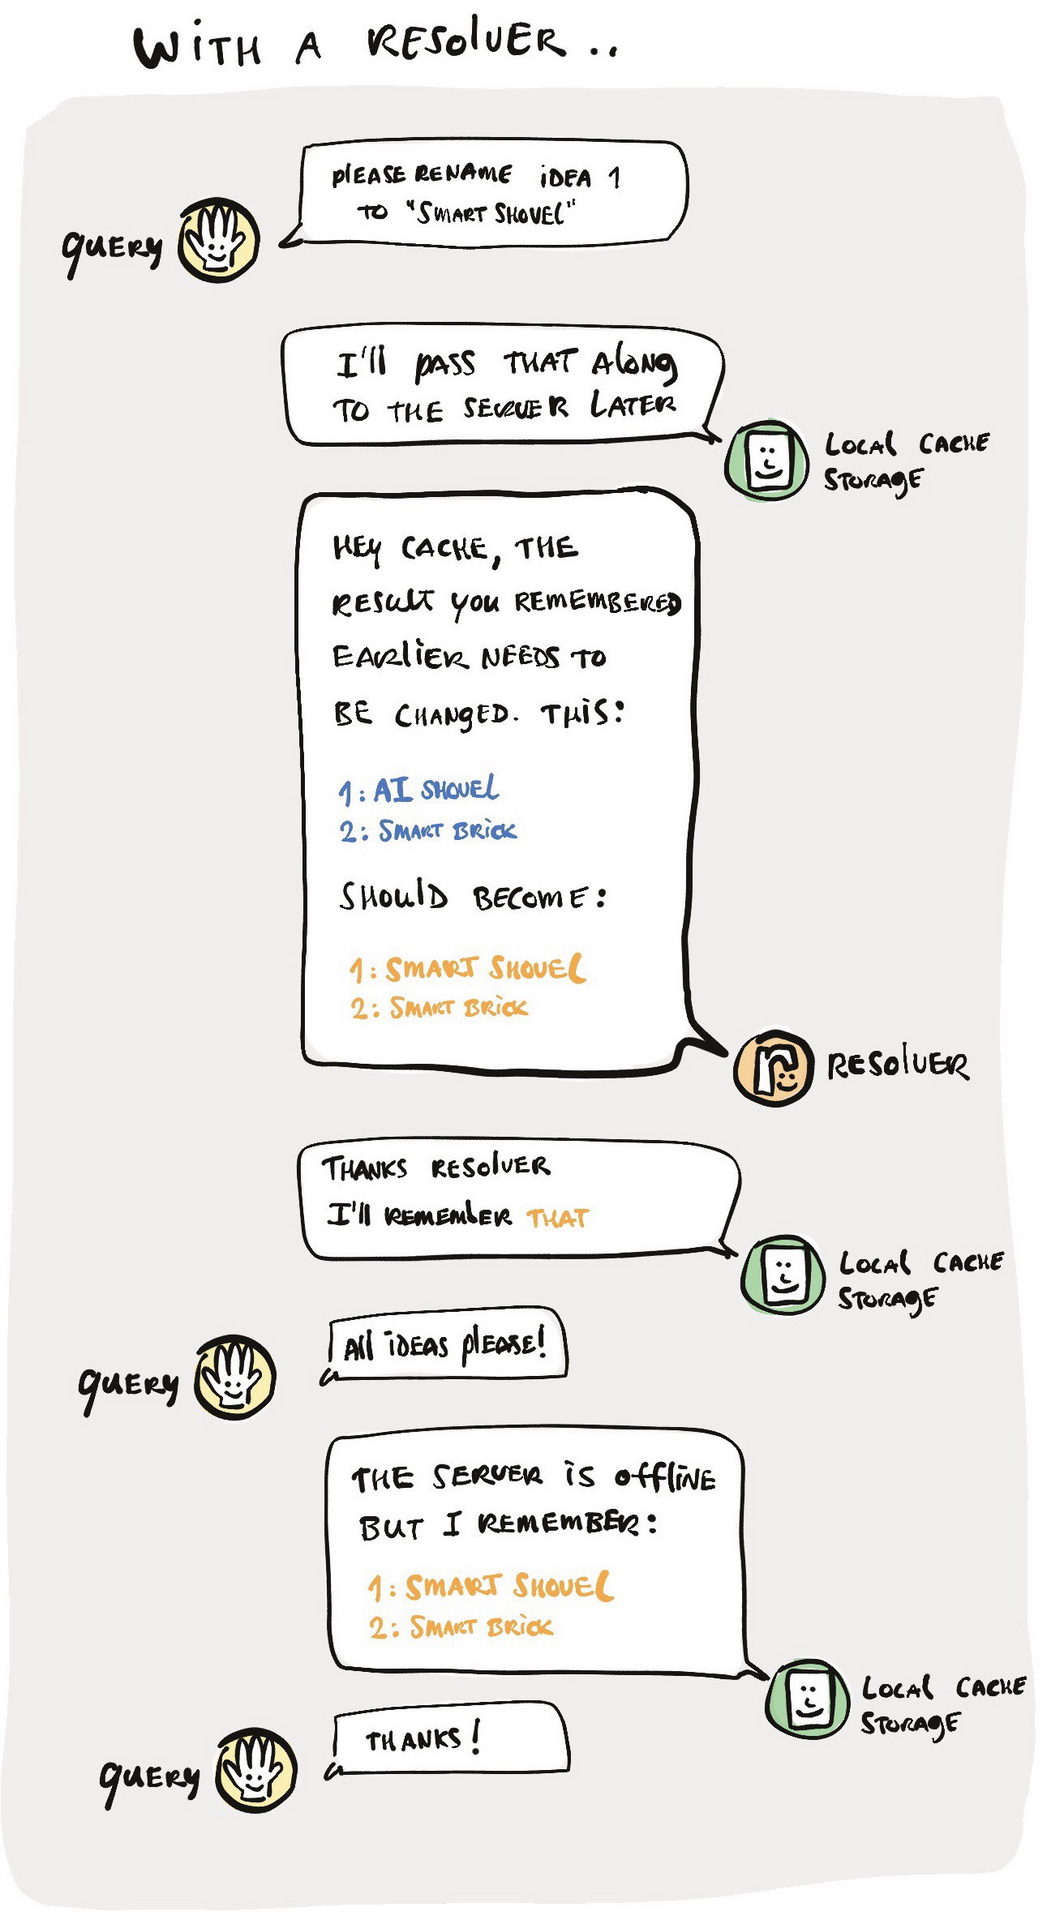 WITH A RESOLVER..
PLEASE RENAME IDEA 1
TO "SMART SHOVEL"
QUERY
I'll PASS THAT ALONG
TO THE SERVER LATER
LOCAL CACHE
STORAGE
HEY CACHE, THE
RESULT YOU REMEMBERED
EARLIER NEEDS TO
BE CHANGED. THIS:
1: AI SHOVEL
2: SMART BRICK
SHOULD BECOME:
1: SMART SHOVEL
2: SMART BRICK
r
RESOLVER
THANKS RESOLVER
I'll REMEMBER THAT
LOCAL CACHE
STORAGE
All IDEAS PLEASE!
QUERY
THE SERVER IS OFFLINE
BUT I REMEMBER:
1: SMART SHOVEL
2: SMART BRICK
LOCAL CACHE
STORAGE
THANKS!
QUERY